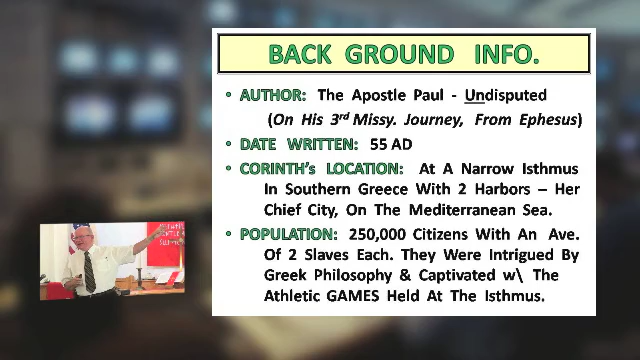 BACK GROUND INFO.
• AUTHOR: The Apostle Paul - Undisputed
(On His 3rd Missy. Journey, From Ephesus)
• DATE WRITTEN: 55 AD
• CORINTH's LOCATION: At A Narrow Isthmus
In Southern Greece With 2 Harbors – Her
Chief City, On The Mediterranean Sea.
• POPULATION: 250,000 Citizens With An Ave.
Of 2 Slaves Each. They Were Intrigued By
Greek Philosophy & Captivated w\ The
Athletic GAMES Held At The Isthmus.